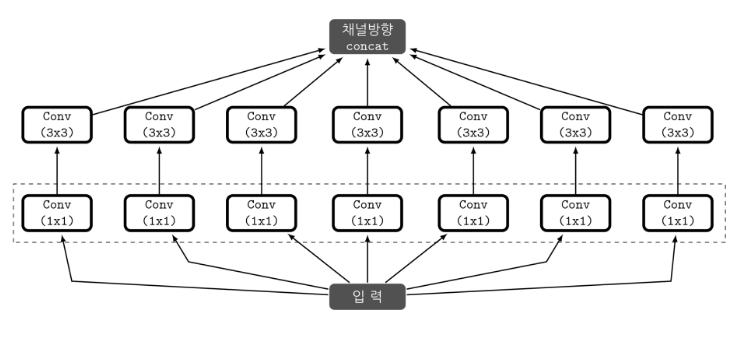 채널방향
concat
Conv
(3x3)
Conv
(3x3)
Conv
(3x3)
Conv
(3x3)
Conv
(3x3)
Conv
(3x3)
Conv
(3x3)
Conv
(1x1)
Conv
(1x1)
Conv
(1x1)
Conv
(1x1)
Conv
(1x1)
Conv
(1x1)
Conv
(1x1)
입 력